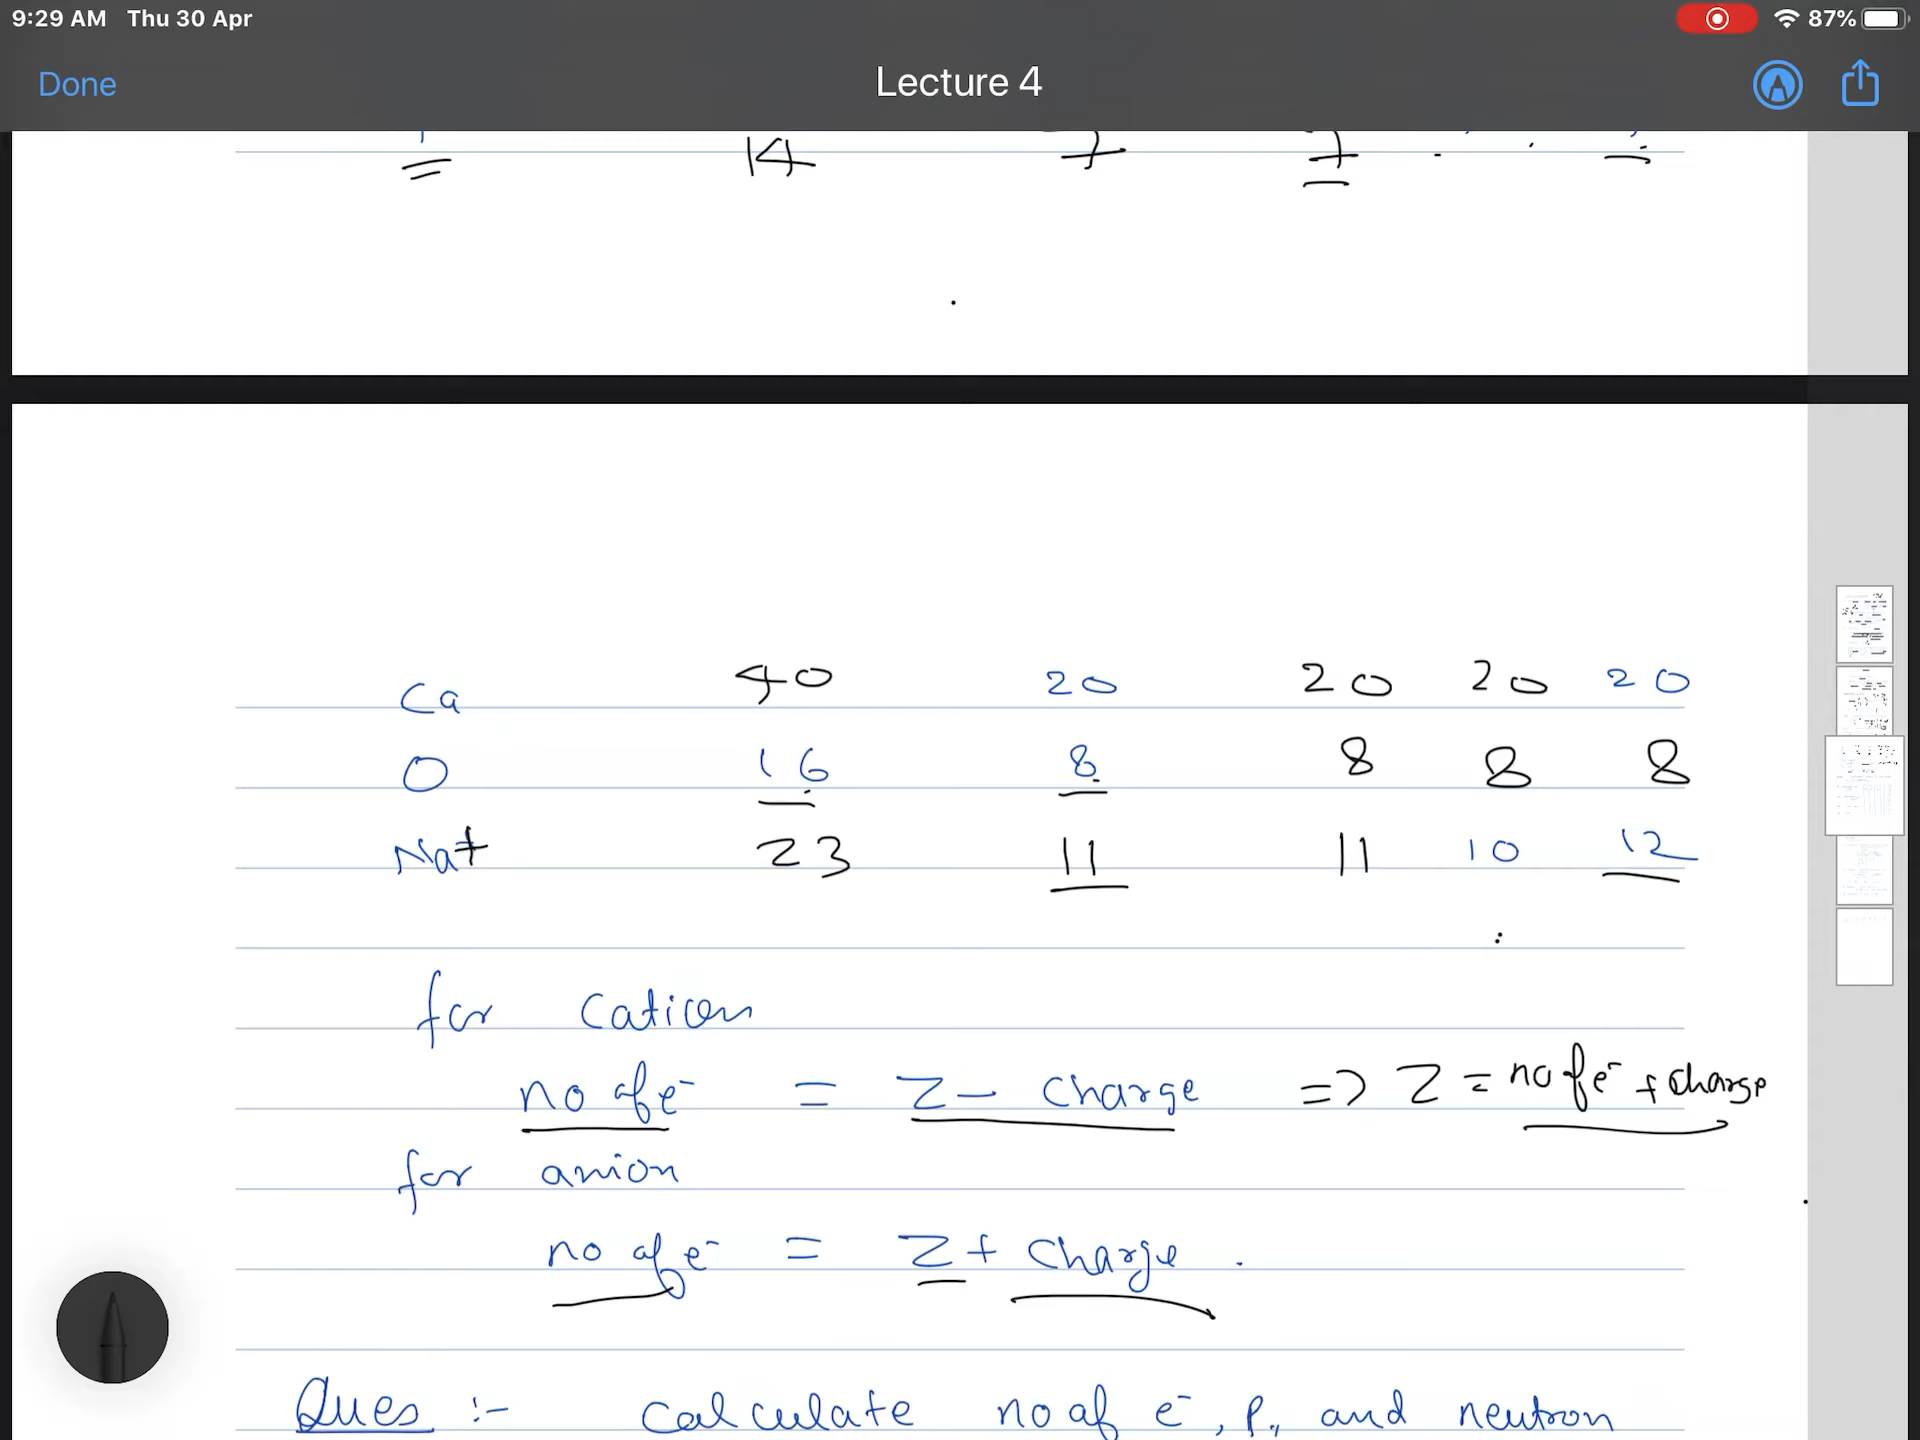 9:29 AM Thu 30 Apr 87%
Done Lecture 4
14 7 7
Ca 40 20 20 20 20
O 16 8 8 8 8
Na+ 23 11 11 10 12
for Cation
no of e⁻ = Z - Charge => Z = no of e⁻ + Charge
for anion
no of e⁻ = Z + Charge .
Ques :- Calculate no of e⁻, P, and neutron